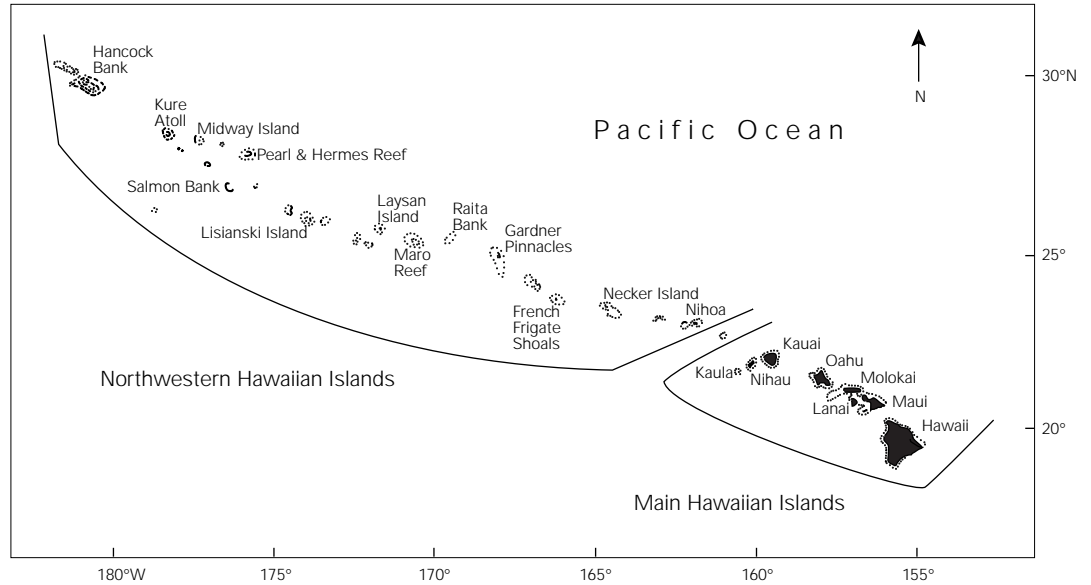 Hancock
Bank
30°N
N
Kure
Atoll
Midway Island
Pacific Ocean
Pearl & Hermes Reef
Salmon Bank
Laysan
Island
Raita
Bank
Lisianski Island
Gardner
Pinnacles
Maro
Reef
25°
Necker Island
French
Frigate
Shoals
Nihoa
Kauai
Oahu
Kaula
Nihau
Molokai
Northwestern Hawaiian Islands
Lanai
Maui
Hawaii
20°
Main Hawaiian Islands
180°W
175°
170°
165°
160°
155°